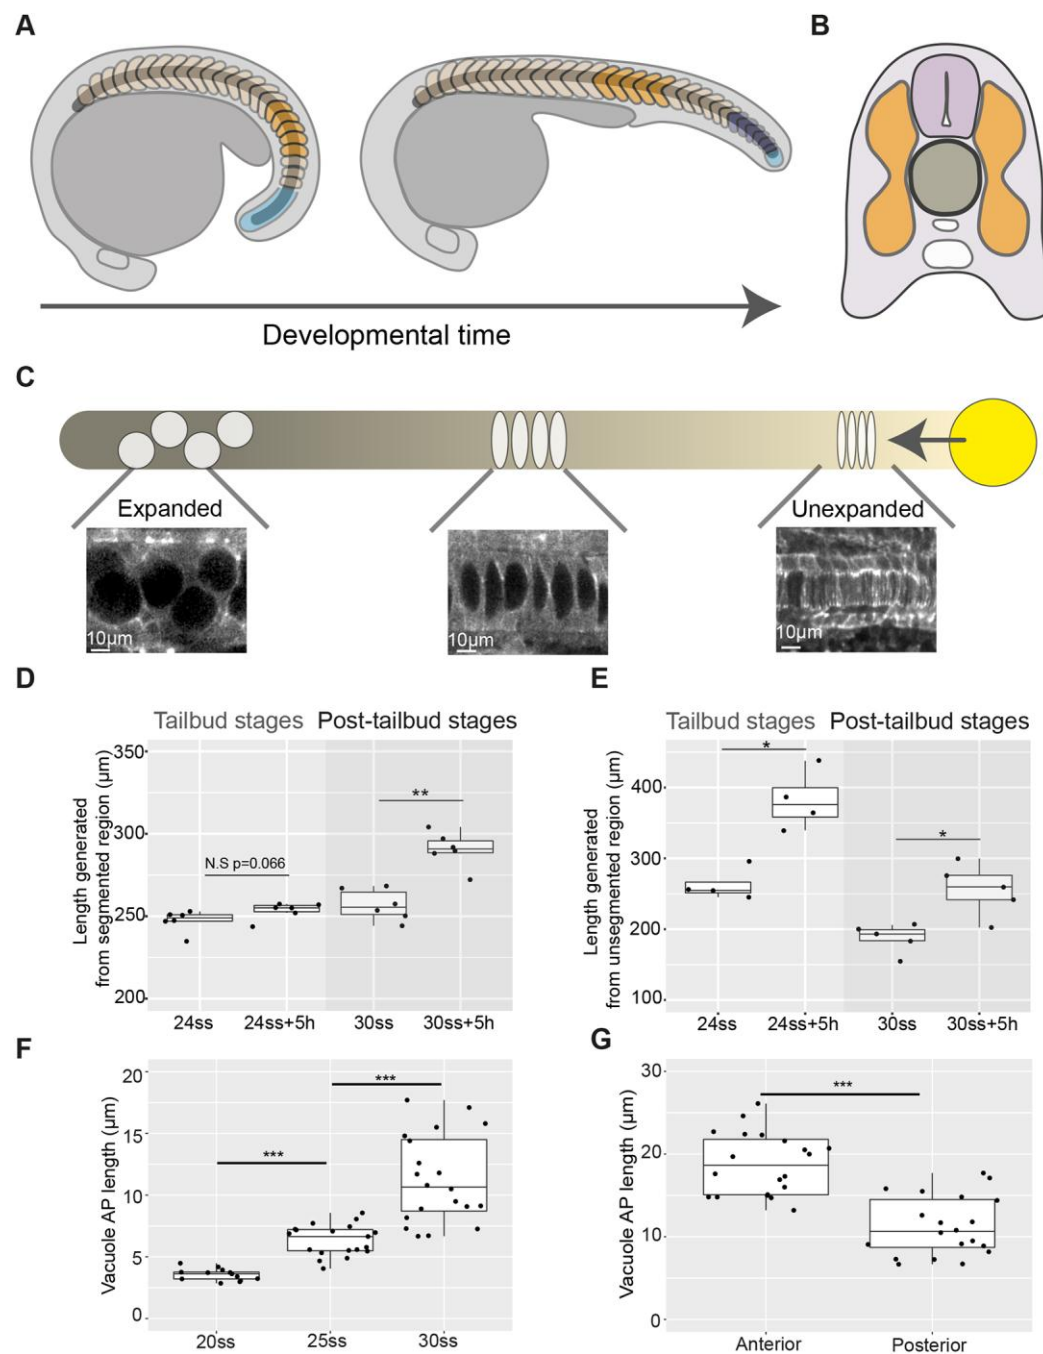 A
B
Developmental time
C
Expanded
Unexpanded
10µm
10µm
10µm
D
E
Tailbud stages Post-tailbud stages
Tailbud stages Post-tailbud stages
Length generated
from segmented region (µm)
350
300
250
200
N.S p=0.066
**
24ss 24ss+5h 30ss 30ss+5h
Length generated
from unsegmented region (µm)
400
300
200
100
*
*
24ss 24ss+5h 30ss 30ss+5h
F
G
Vacuole AP length (µm)
20
15
10
5
0
***
***
20ss 25ss 30ss
Vacuole AP length (µm)
30
20
10
0
***
Anterior Posterior